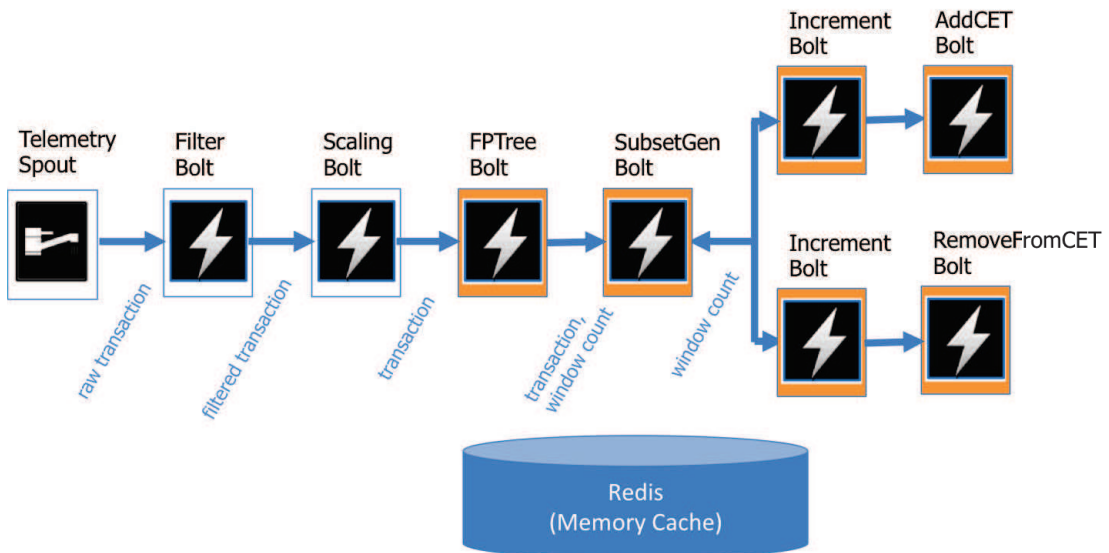 Increment
Bolt
AddCET
Bolt
Telemetry
Spout
Filter
Bolt
Scaling
Bolt
FPTree
Bolt
SubsetGen
Bolt
Increment
Bolt
RemoveFromCET
Bolt
raw transaction
filtered transaction
transaction
transaction,
window count
window count
Redis
(Memory Cache)